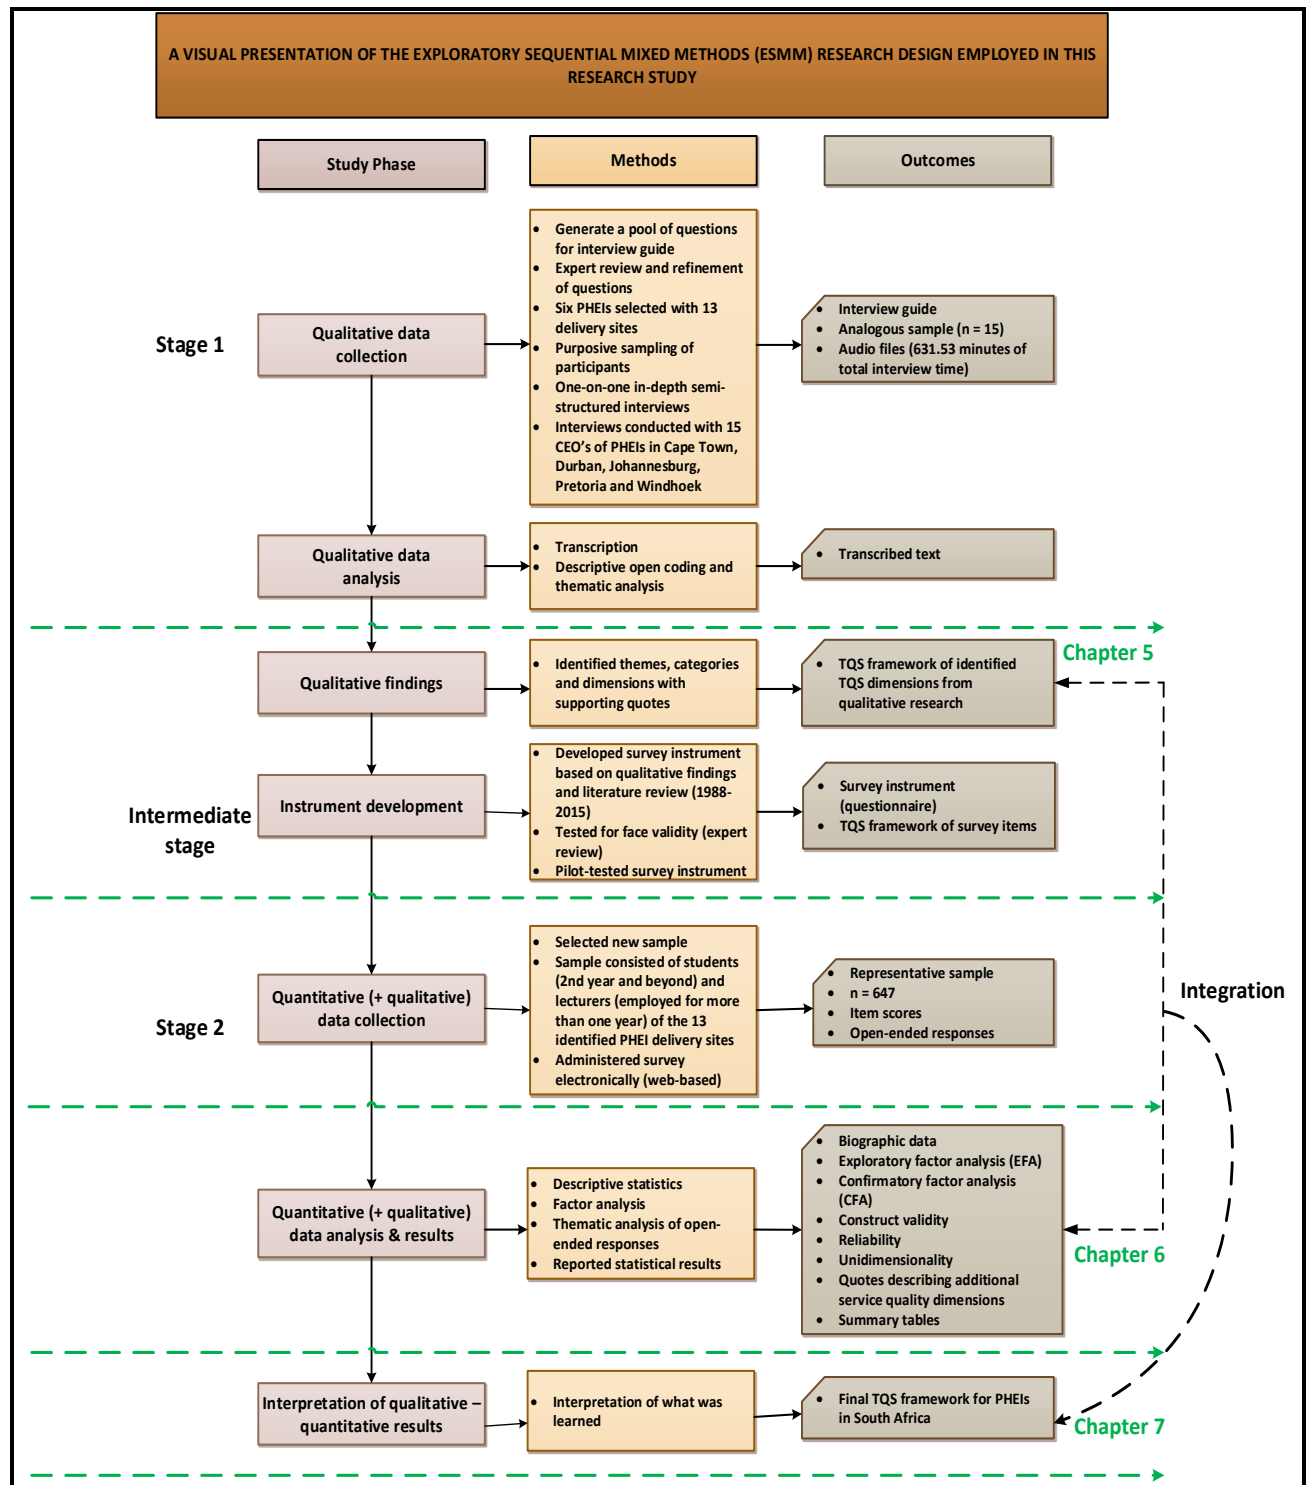 A VISUAL PRESENTATION OF THE EXPLORATORY SEQUENTIAL MIXED METHODS (ESMM) RESEARCH DESIGN EMPLOYED IN THIS
RESEARCH STUDY
Study Phase
Methods
Outcomes
Stage 1
Qualitative data
collection
• Generate a pool of questions
for interview guide
• Expert review and refinement
of questions
• Six PHEIs selected with 13
delivery sites
• Purposive sampling of
participants
• One-on-one in-depth semi-
structured interviews
• Interviews conducted with 15
CEO's of PHEIs in Cape Town,
Durban, Johannesburg,
Pretoria and Windhoek
• Interview guide
• Analogous sample (n = 15)
• Audio files (631.53 minutes of
total interview time)
Qualitative data
analysis
• Transcription
• Descriptive open coding and
thematic analysis
• Transcribed text
Chapter 5
Qualitative findings
• Identified themes, categories
and dimensions with
supporting quotes
• TQS framework of identified
TQS dimensions from
qualitative research
Intermediate
stage
Instrument development
• Developed survey instrument
based on qualitative findings
and literature review (1988-
2015)
• Tested for face validity (expert
review)
• Pilot-tested survey instrument
• Survey instrument
(questionnaire)
• TQS framework of survey items
Stage 2
Quantitative (+ qualitative)
data collection
• Selected new sample
• Sample consisted of students
(2nd year and beyond) and
lecturers (employed for more
than one year) of the 13
identified PHEI delivery sites
• Administered survey
electronically (web-based)
• Representative sample
• n = 647
• Item scores
• Open-ended responses
Integration
Quantitative (+ qualitative)
data analysis & results
• Descriptive statistics
• Factor analysis
• Thematic analysis of open-
ended responses
• Reported statistical results
• Biographic data
• Exploratory factor analysis (EFA)
• Confirmatory factor analysis
(CFA)
• Construct validity
• Reliability
• Unidimensionality
• Quotes describing additional
service quality dimensions
• Summary tables
Chapter 6
Interpretation of qualitative –
quantitative results
• Interpretation of what was
learned
• Final TQS framework for PHEIs
in South Africa
Chapter 7